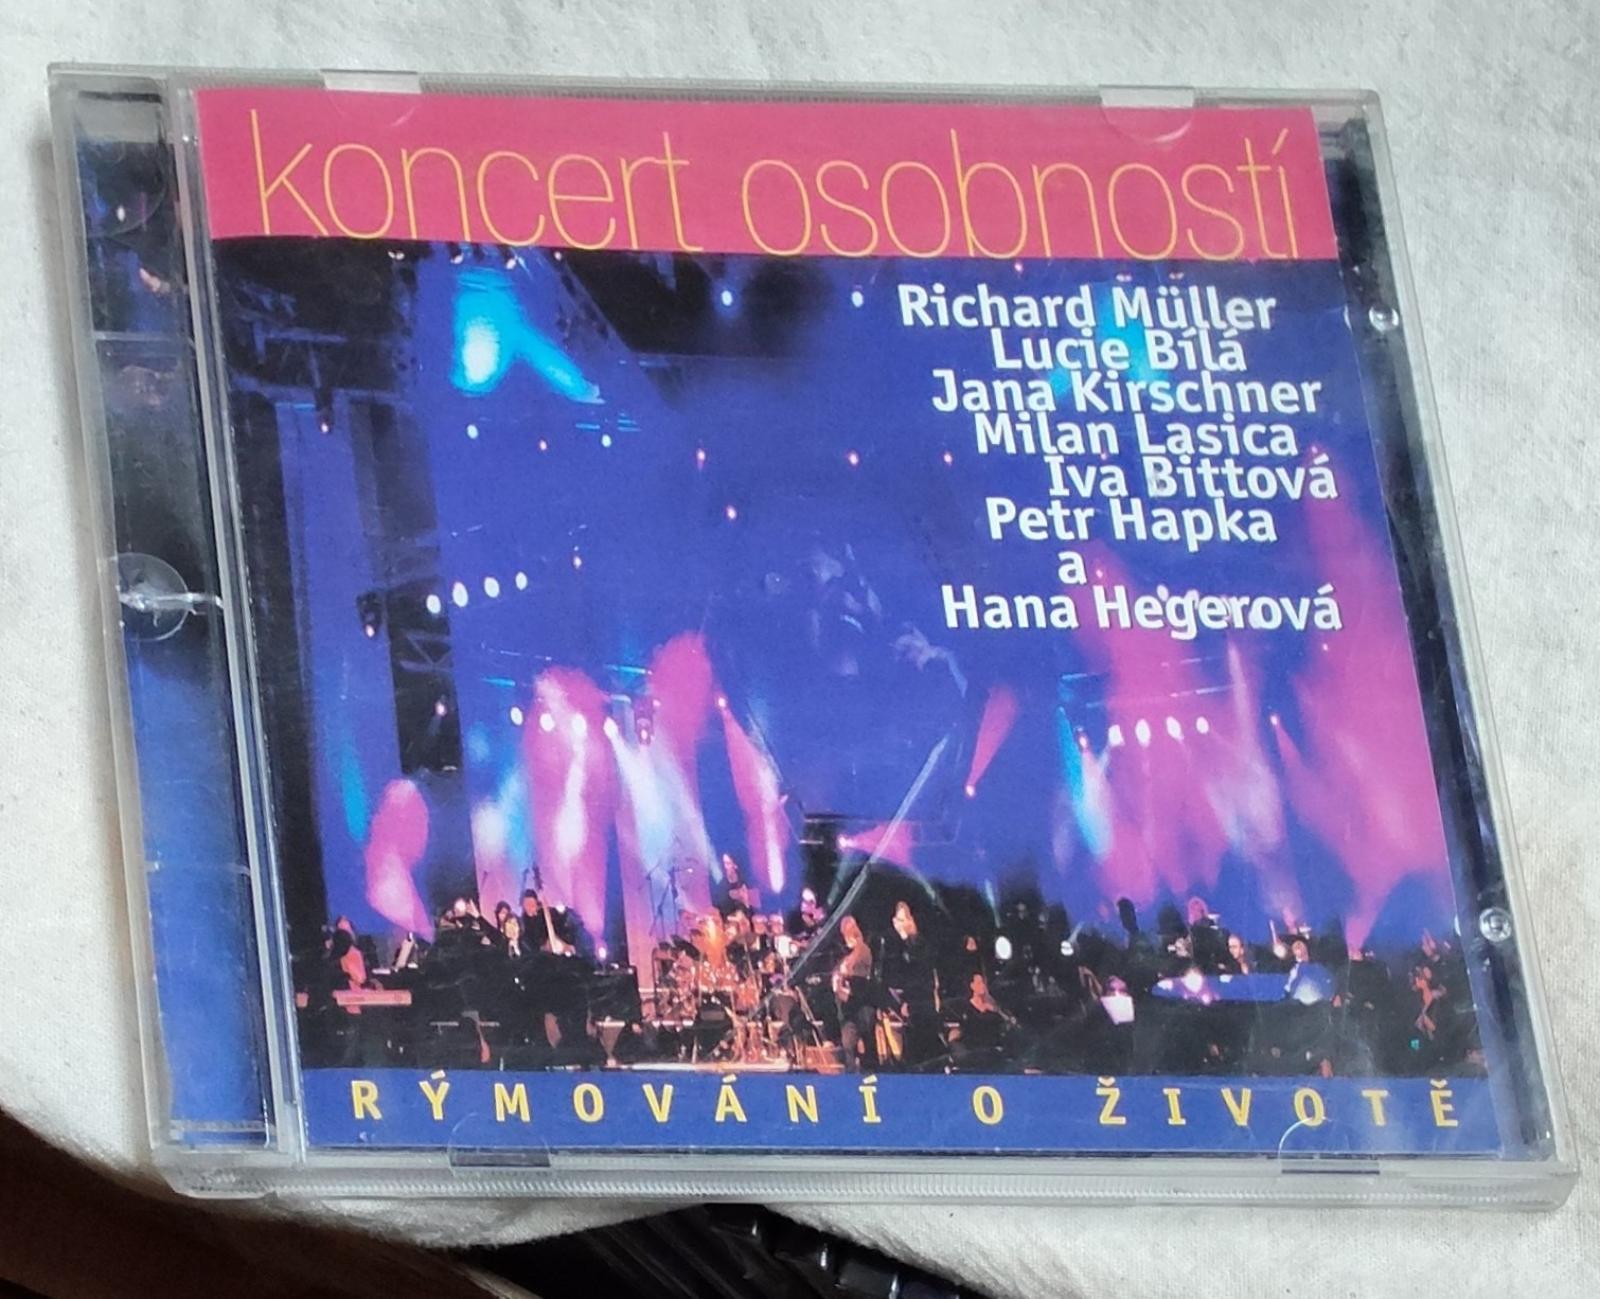 koncert osobností
Richard Müller
Lucie Bílá
Jana Kirschner
Milan Lasica
Iva Bittová
Petr Hapka
a
Hana Hegerová
RÝMOVÁNÍ O ŽIVOTĚ